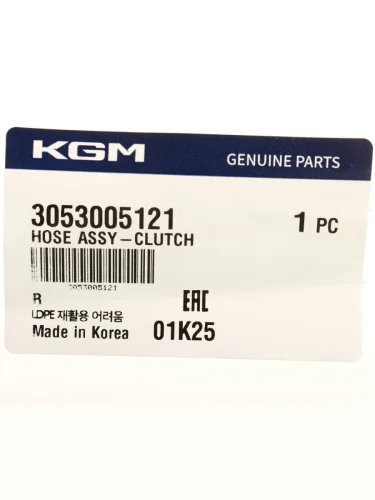 KGM GENUINE PARTS
3053005121 1 PC
HOSE ASSY-CLUTCH
3053005121
R EAC
LDPE 재활용 어려움
Made in Korea 01K25